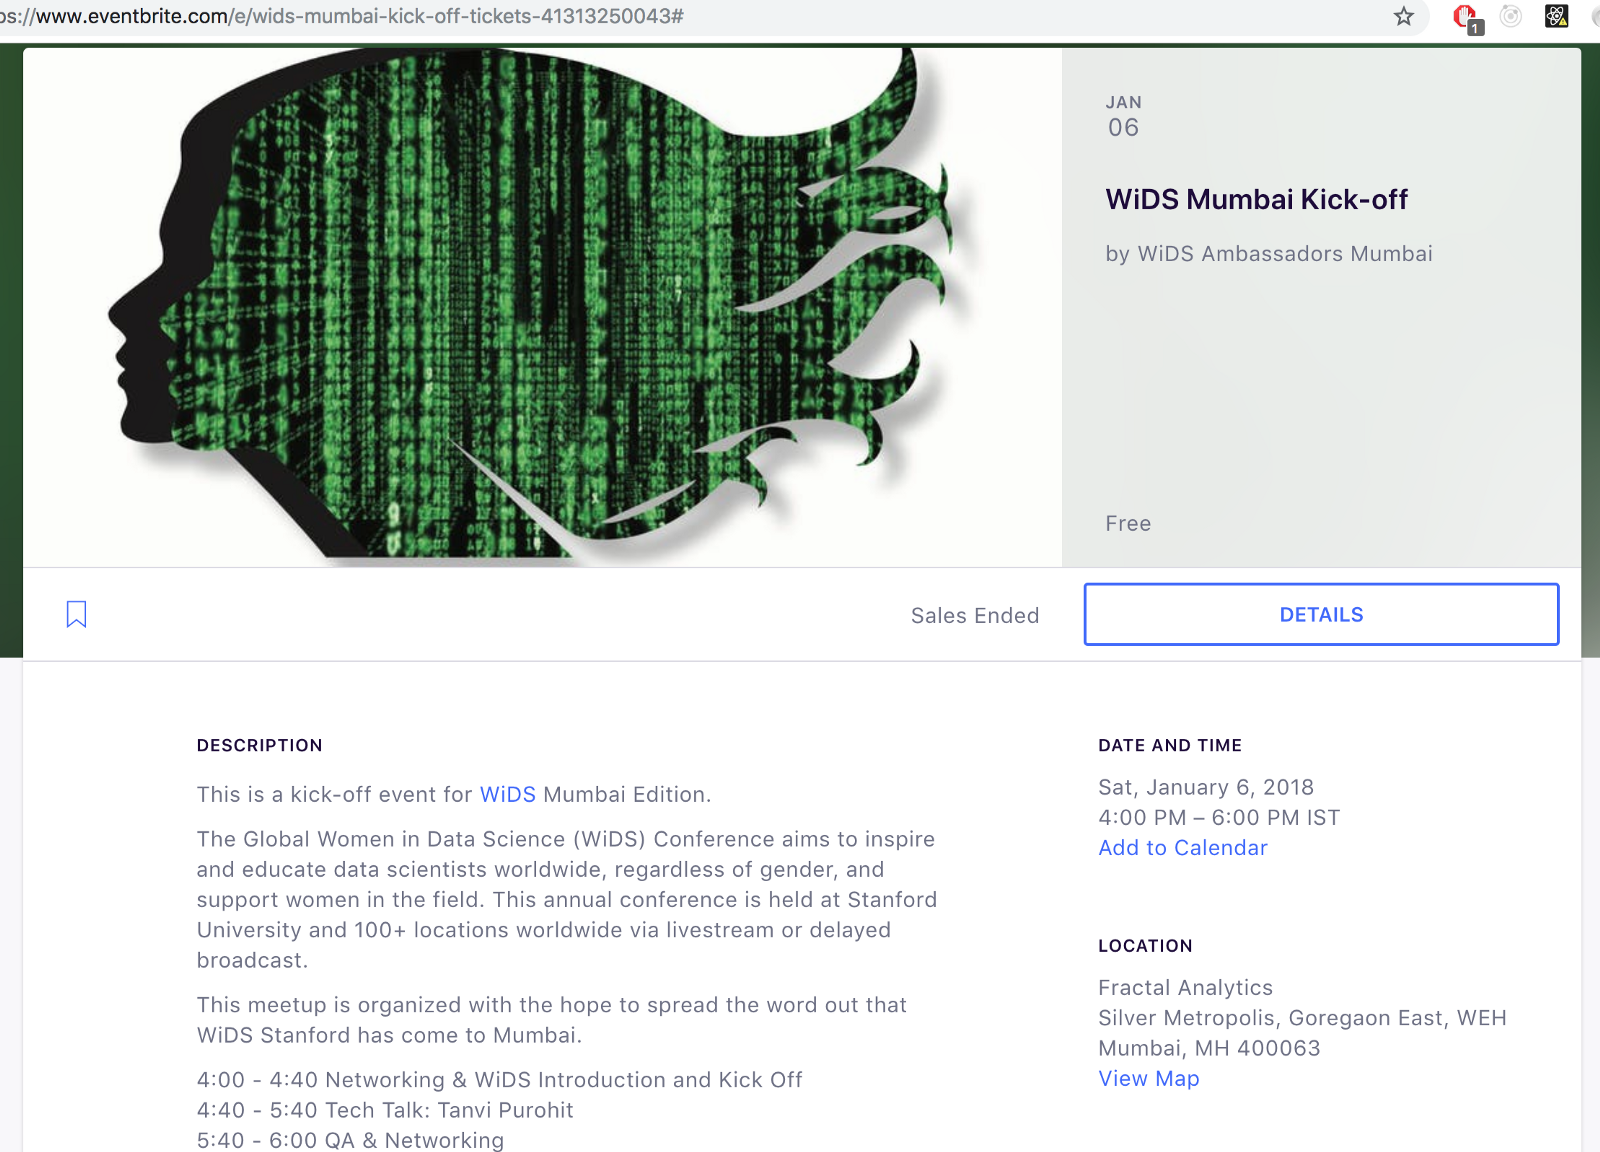 ps://www.eventbrite.com/e/wids-mumbai-kick-off-tickets-41313250043#
1
JAN
06
WiDS Mumbai Kick-off
by WiDS Ambassadors Mumbai
Free
Sales Ended
DETAILS
DESCRIPTION
This is a kick-off event for WiDS Mumbai Edition.
The Global Women in Data Science (WiDS) Conference aims to inspire
and educate data scientists worldwide, regardless of gender, and
support women in the field. This annual conference is held at Stanford
University and 100+ locations worldwide via livestream or delayed
broadcast.
This meetup is organized with the hope to spread the word out that
WiDS Stanford has come to Mumbai.
4:00 - 4:40 Networking & WiDS Introduction and Kick Off
4:40 - 5:40 Tech Talk: Tanvi Purohit
5:40 - 6:00 QA & Networking
DATE AND TIME
Sat, January 6, 2018
4:00 PM – 6:00 PM IST
Add to Calendar
LOCATION
Fractal Analytics
Silver Metropolis, Goregaon East, WEH
Mumbai, MH 400063
View Map